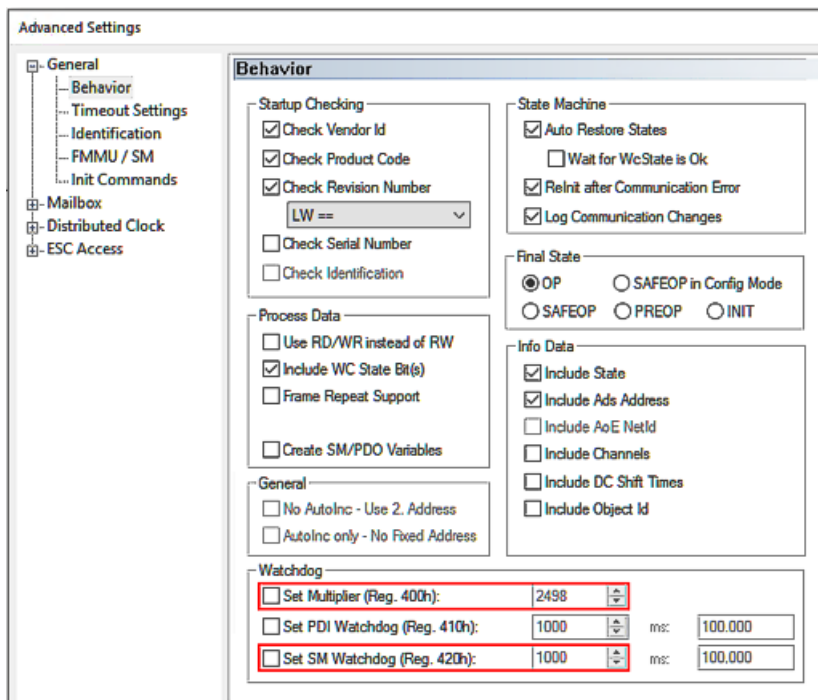 Advanced Settings
General
Behavior
Timeout Settings
Identification
FMMU / SM
Init Commands
Mailbox
Distributed Clock
ESC Access
Behavior
Startup Checking
Check Vendor Id
Check Product Code
Check Revision Number
LW ==
Check Serial Number
Check Identification
Process Data
Use RD/WR instead of RW
Include WC State Bit(s)
Frame Repeat Support
Create SM/PDO Variables
General
No AutoInc - Use 2. Address
AutoInc only - No Fixed Address
State Machine
Auto Restore States
Wait for WcState is Ok
ReInit after Communication Error
Log Communication Changes
Final State
OP SAFEOP in Config Mode
SAFEOP PREOP INIT
Info Data
Include State
Include Ads Address
Include AoE NetId
Include Channels
Include DC Shift Times
Include Object Id
Watchdog
Set Multiplier (Reg. 400h): 2498
Set PDI Watchdog (Reg. 410h): 1000 ms: 100.000
Set SM Watchdog (Reg. 420h): 1000 ms: 100.000